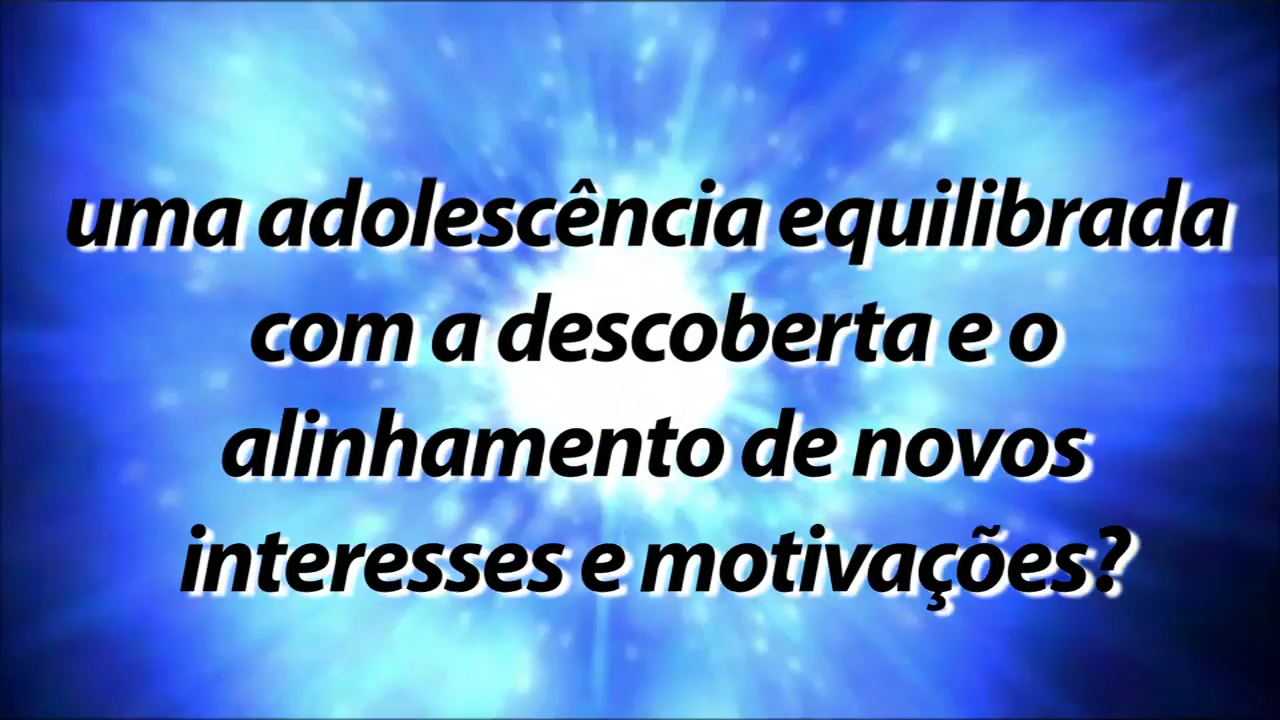 uma adolescência equilibrada
com a descoberta e o
alinhamento de novos
interesses e motivações?